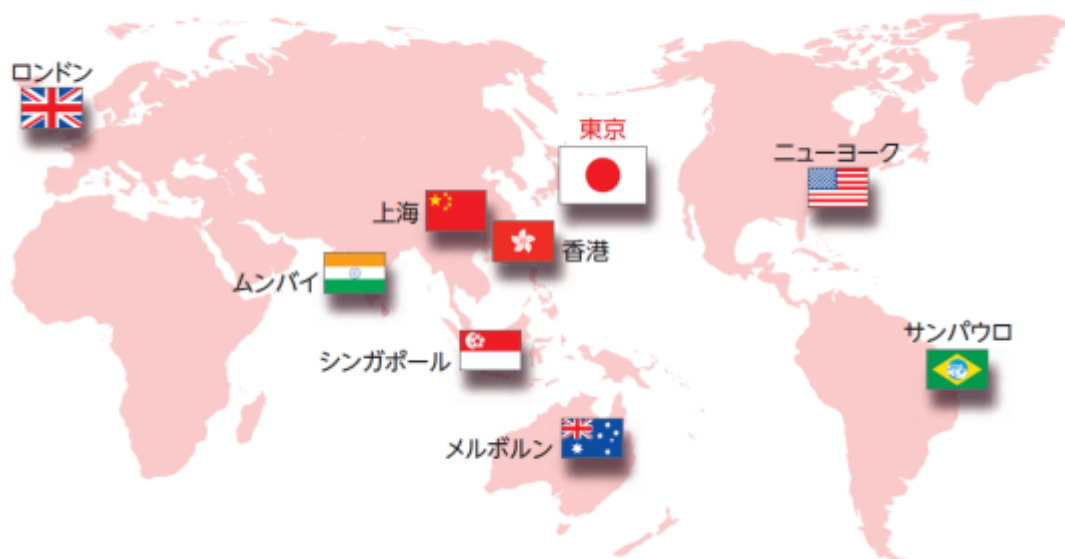 ロンドン
東京
ニューヨーク
上海
香港
ムンバイ
サンパウロ
シンガポール
メルボルン